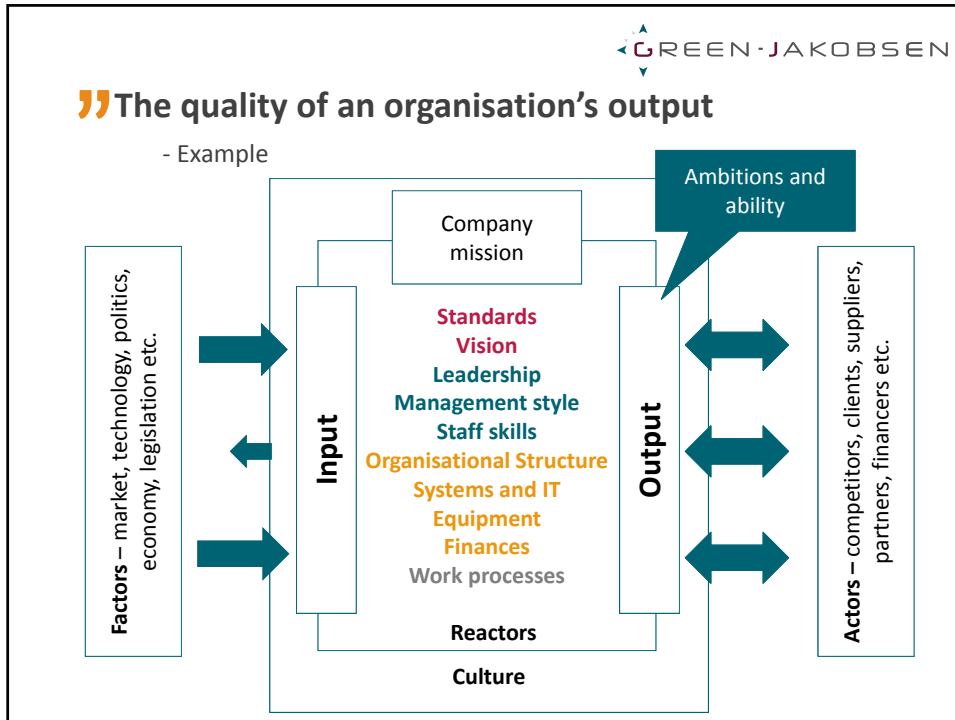 GREEN-JAKOBSEN
” The quality of an organisation’s output
- Example
Ambitions and
ability
Company
mission
Factors – market, technology, politics,
economy, legislation etc.
Input
Standards
Vision
Leadership
Management style
Staff skills
Organisational Structure
Systems and IT
Equipment
Finances
Work processes
Output
Actors – competitors, clients, suppliers,
partners, financers etc.
Reactors
Culture